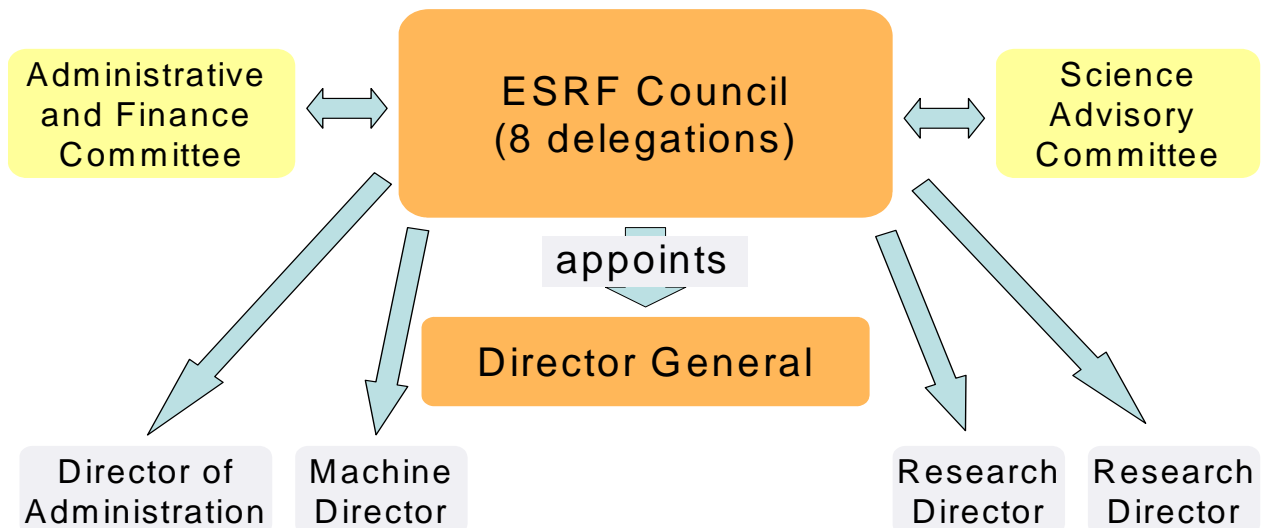 Administrative
and Finance
Committee
ESRF Council
(8 delegations)
Science
Advisory
Committee
appoints
Director General
Director of
Administration
Machine
Director
Research
Director
Research
Director